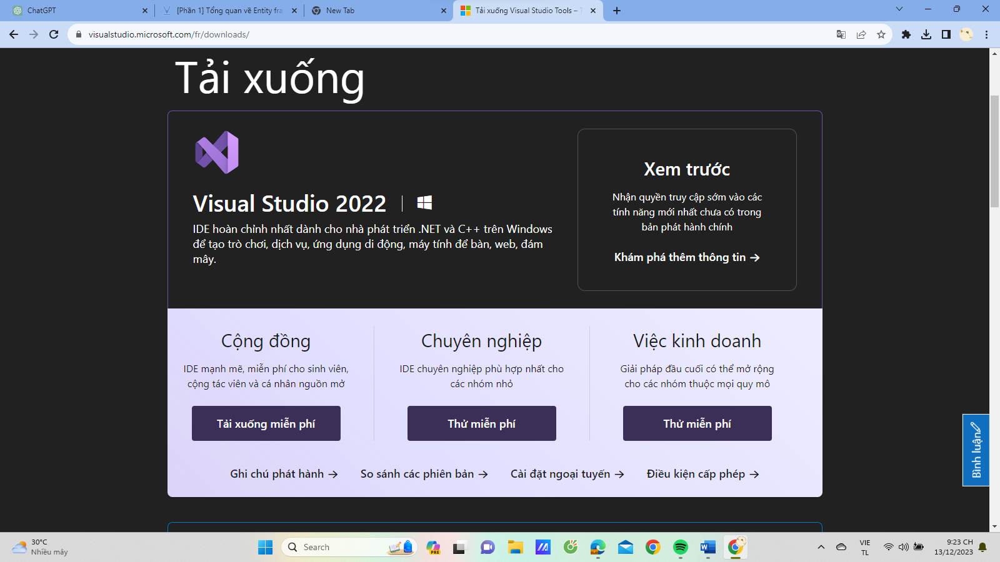 ChatGPT
[Phần 1] Tổng quan về Entity fra
New Tab
Tải xuống Visual Studio Tools – T
visualstudio.microsoft.com/fr/downloads/
Tải xuống
Visual Studio 2022
IDE hoàn chỉnh nhất dành cho nhà phát triển .NET và C++ trên Windows
để tạo trò chơi, dịch vụ, ứng dụng di động, máy tính để bàn, web, đám
mây.
Xem trước
Nhận quyền truy cập sớm vào các
tính năng mới nhất chưa có trong
bản phát hành chính
Khám phá thêm thông tin →
Cộng đồng
IDE mạnh mẽ, miễn phí cho sinh viên,
cộng tác viên và cá nhân nguồn mở
Tải xuống miễn phí
Chuyên nghiệp
IDE chuyên nghiệp phù hợp nhất cho
các nhóm nhỏ
Thử miễn phí
Việc kinh doanh
Giải pháp đầu cuối có thể mở rộng
cho các nhóm thuộc mọi quy mô
Thử miễn phí
Ghi chú phát hành →
So sánh các phiên bản →
Cài đặt ngoại tuyến →
Điều kiện cấp phép →
Bình luận
30°C
Nhiều mây
Search
PRE
VIE
TL
9:23 CH
13/12/2023